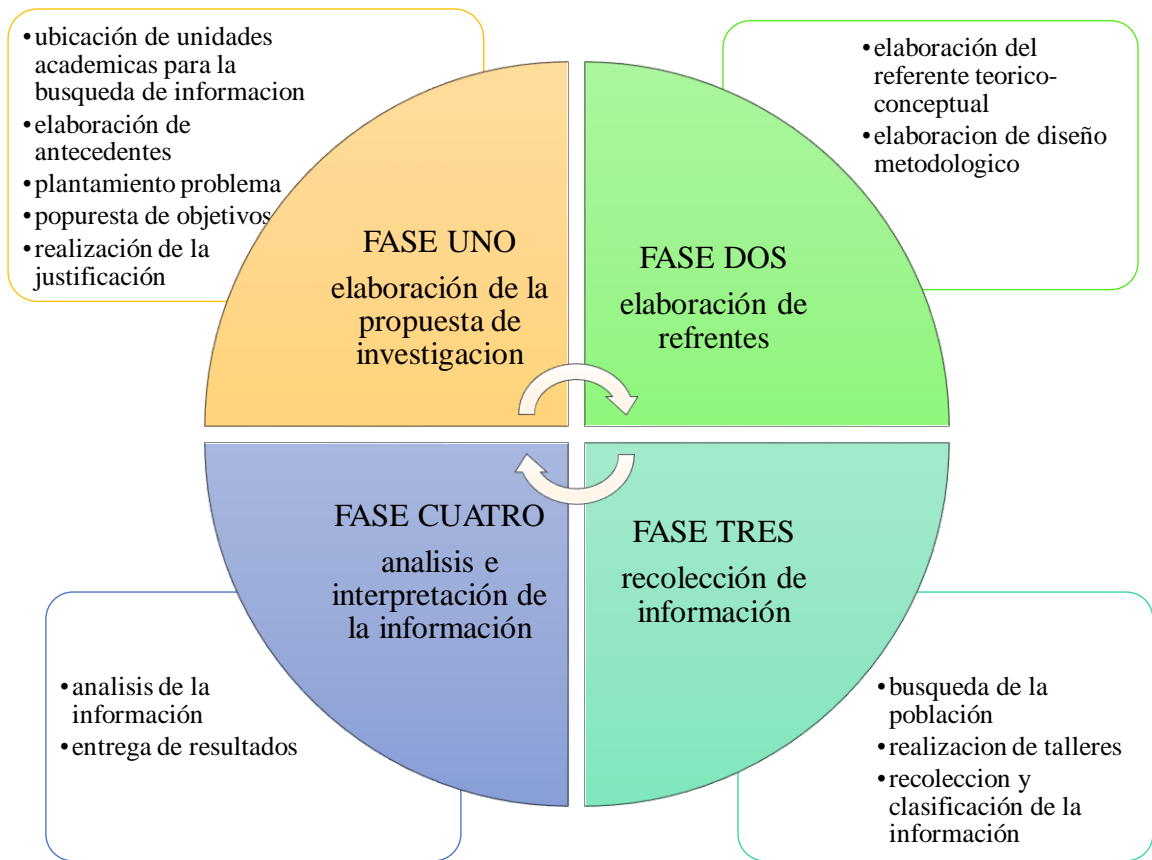 •ubicación de unidades
academicas para la
busqueda de informacion
•elaboración de
antecedentes
•plantamiento problema
•popuresta de objetivos
•realización de la
justificación
FASE UNO
elaboración de la
propuesta de
investigacion
•elaboración del
referente teorico-
conceptual
•elaboracion de diseño
metodologico
FASE DOS
elaboración de
refrentes
FASE TRES
recolección de
información
•busqueda de la
población
•realizacion de talleres
•recoleccion y
clasificación de la
información
FASE CUATRO
analisis e
interpretación de
la información
•analisis de la
información
•entrega de resultados